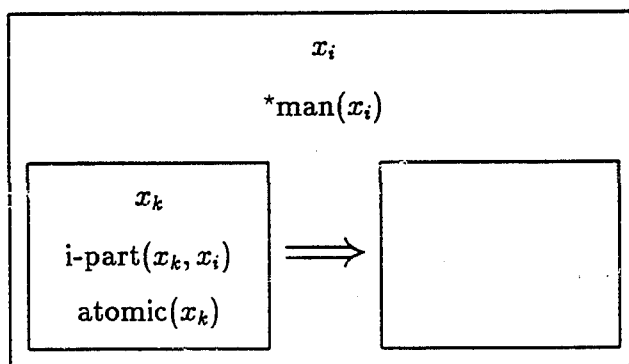 x_i
*man(x_i)
x_k
i-part(x_k, x_i)
atomic(x_k)
⟹